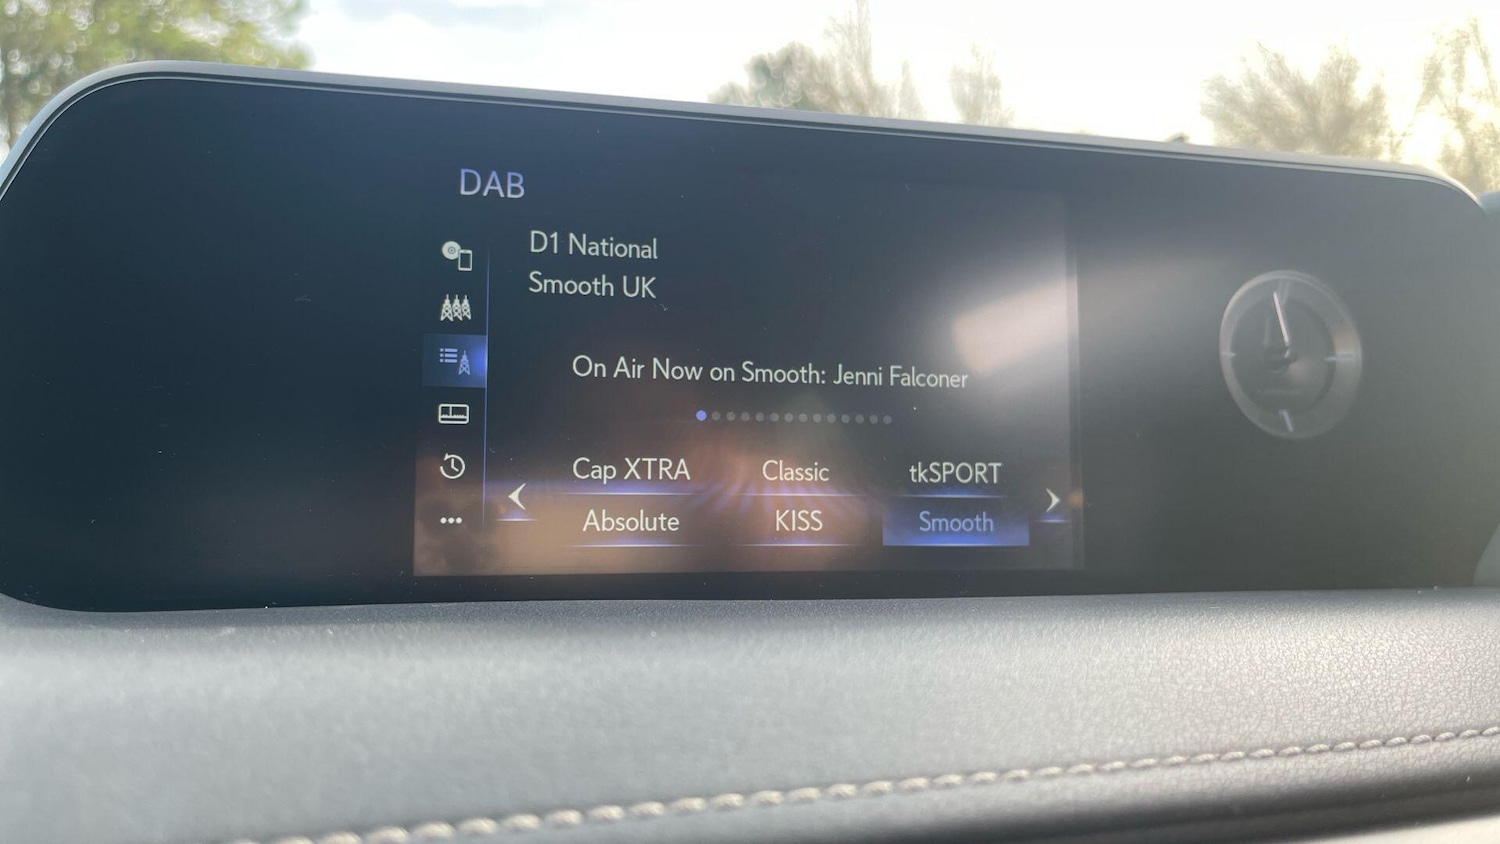 DAB
D1 National
Smooth UK
On Air Now on Smooth: Jenni Falconer
Cap XTRA Classic tkSPORT
Absolute KISS Smooth